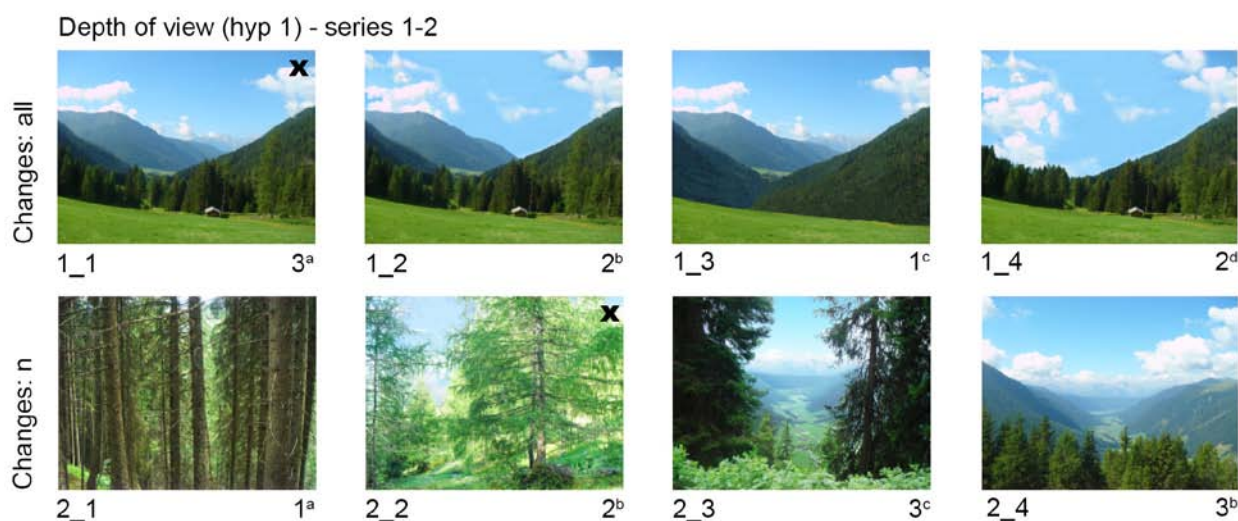 Depth of view (hyp 1) - series 1-2
Changes: all
x
1_1 3ᵃ 1_2 2ᵇ 1_3 1ᶜ 1_4 2ᵈ
Changes: n
x
2_1 1ᵃ 2_2 2ᵇ 2_3 3ᶜ 2_4 3ᵇ